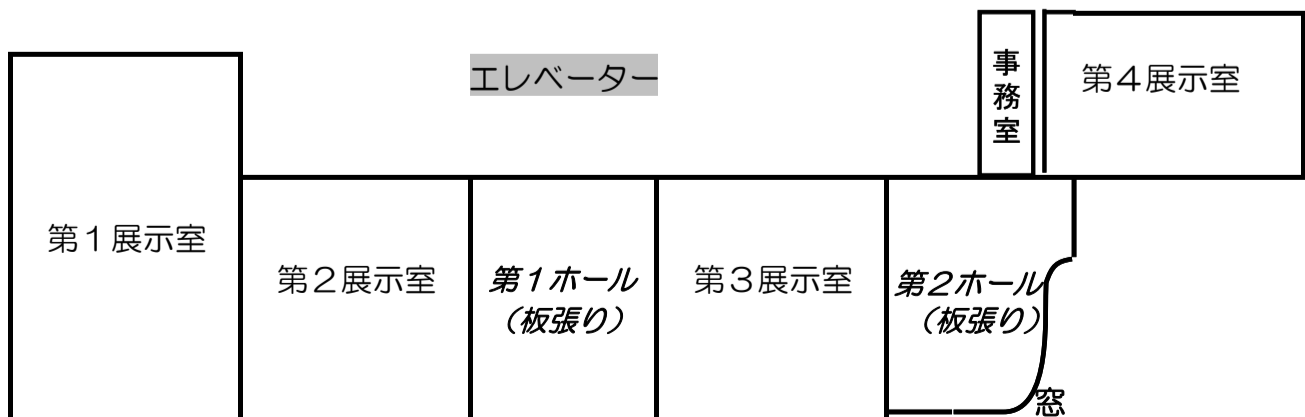 エレベーター
事務室
第４展示室
第１展示室
第２展示室
第１ホール
（板張り）
第３展示室
第２ホール
（板張り）
窓